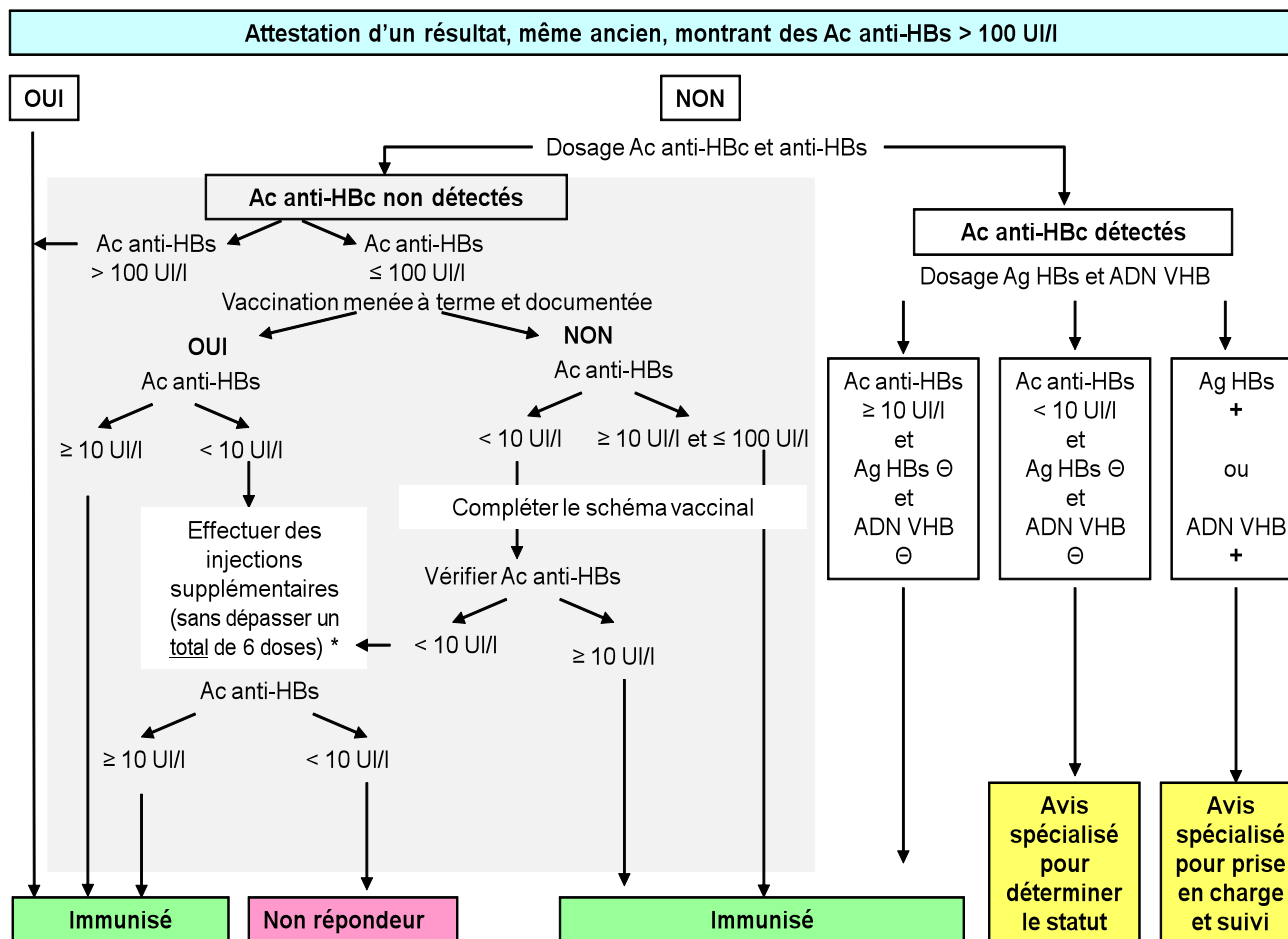 Attestation d’un résultat, même ancien, montrant des Ac anti-HBs > 100 UI/l
OUI
NON
Dosage Ac anti-HBc et anti-HBs
Ac anti-HBc non détectés
Ac anti-HBs
> 100 UI/l
Ac anti-HBs
≤ 100 UI/l
Vaccination menée à terme et documentée
OUI
Ac anti-HBs
≥ 10 UI/l
< 10 UI/l
Effectuer des
injections
supplémentaires
(sans dépasser un
total de 6 doses) *
Ac anti-HBs
≥ 10 UI/l
< 10 UI/l
NON
Ac anti-HBs
< 10 UI/l
≥ 10 UI/l et ≤ 100 UI/l
Compléter le schéma vaccinal
Vérifier Ac anti-HBs
< 10 UI/l
≥ 10 UI/l
Ac anti-HBc détectés
Dosage Ag HBs et ADN VHB
Ac anti-HBs
≥ 10 UI/l
et
Ag HBs Θ
et
ADN VHB
Θ
Ac anti-HBs
< 10 UI/l
et
Ag HBs Θ
et
ADN VHB
Θ
Ag HBs
+
ou
ADN VHB
+
Immunisé
Non répondeur
Immunisé
Avis
spécialisé
pour
déterminer
le statut
Avis
spécialisé
pour prise
en charge
et suivi